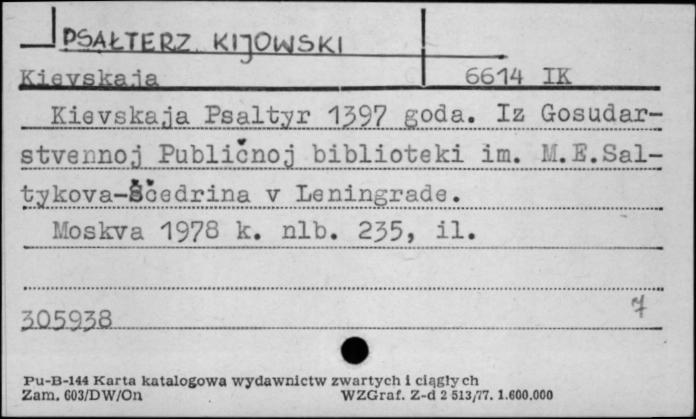 PSAŁTERZ KIJOWSKI
Kievskaja 6614 IK
Kievskaja Psaltyr 1397 goda. Iz Gosudar-
stvennoj Publičnoj biblioteki im. M.E.Sal-
tykova-Ščedrina v Leningrade.
Moskva 1978 k. nlb. 235, il.
7
305938
Pu-B-144 Karta katalogowa wydawnictw zwartych i ciągłych
Zam. 603/DW/On WZGraf. Z-d 2 513/77. 1.600.000